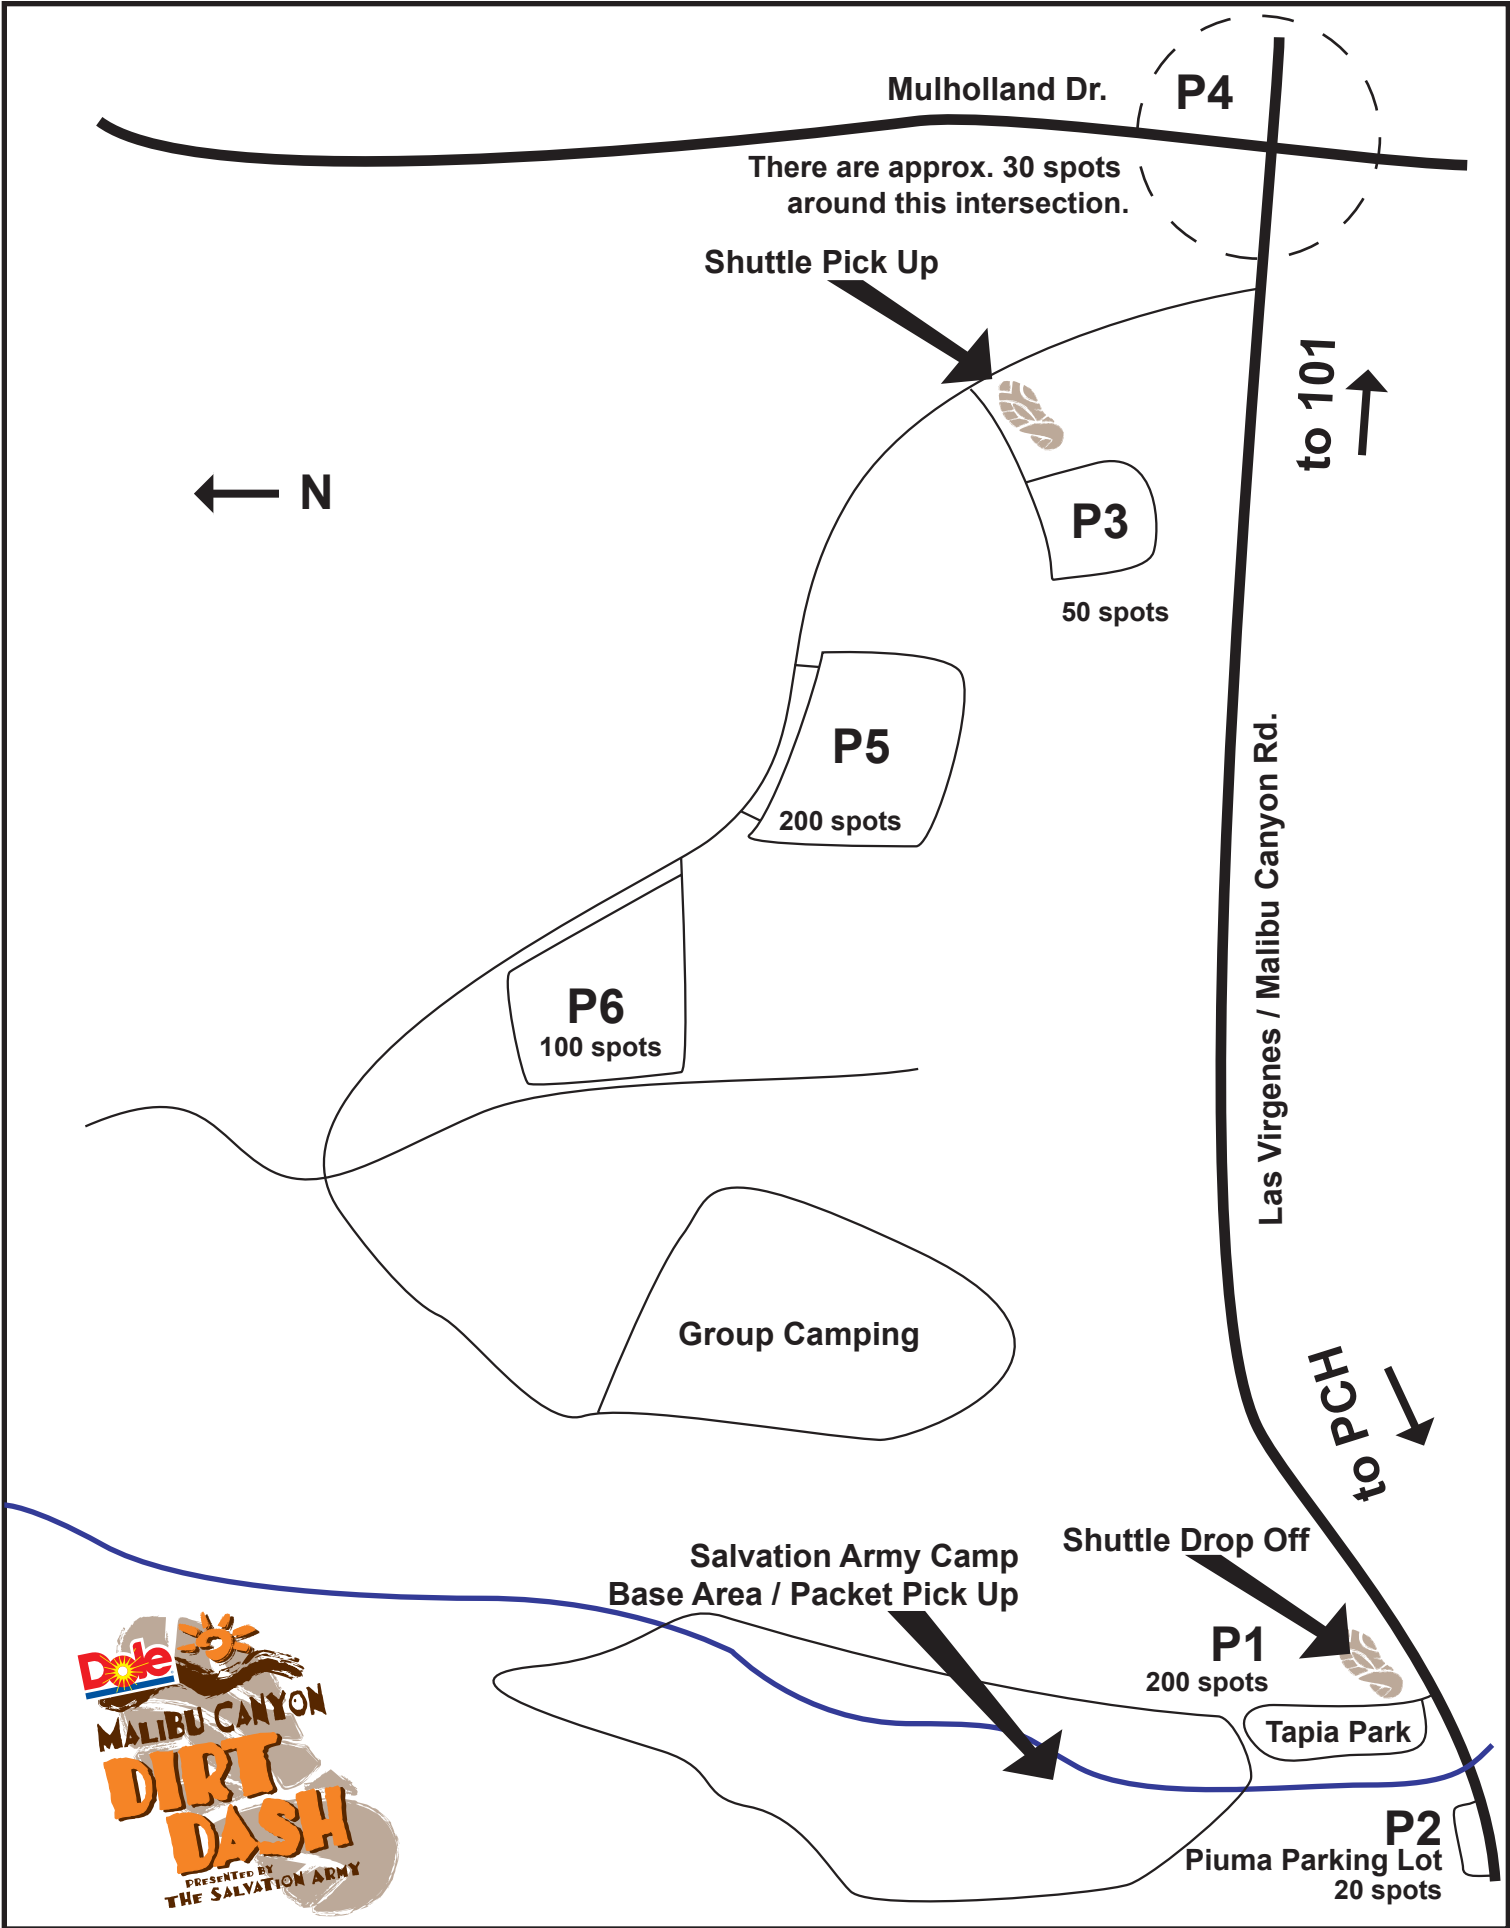 Mulholland Dr.
P4
There are approx. 30 spots
around this intersection.
Shuttle Pick Up
to 101
N
P3
50 spots
P5
200 spots
Las Virgenes / Malibu Canyon Rd.
P6
100 spots
Group Camping
to PCH
Shuttle Drop Off
Salvation Army Camp
Base Area / Packet Pick Up
P1
200 spots
Tapia Park
P2
Piuma Parking Lot
20 spots
Dole
MALIBU CANYON
DIRT
DASH
PRESENTED BY
THE SALVATION ARMY